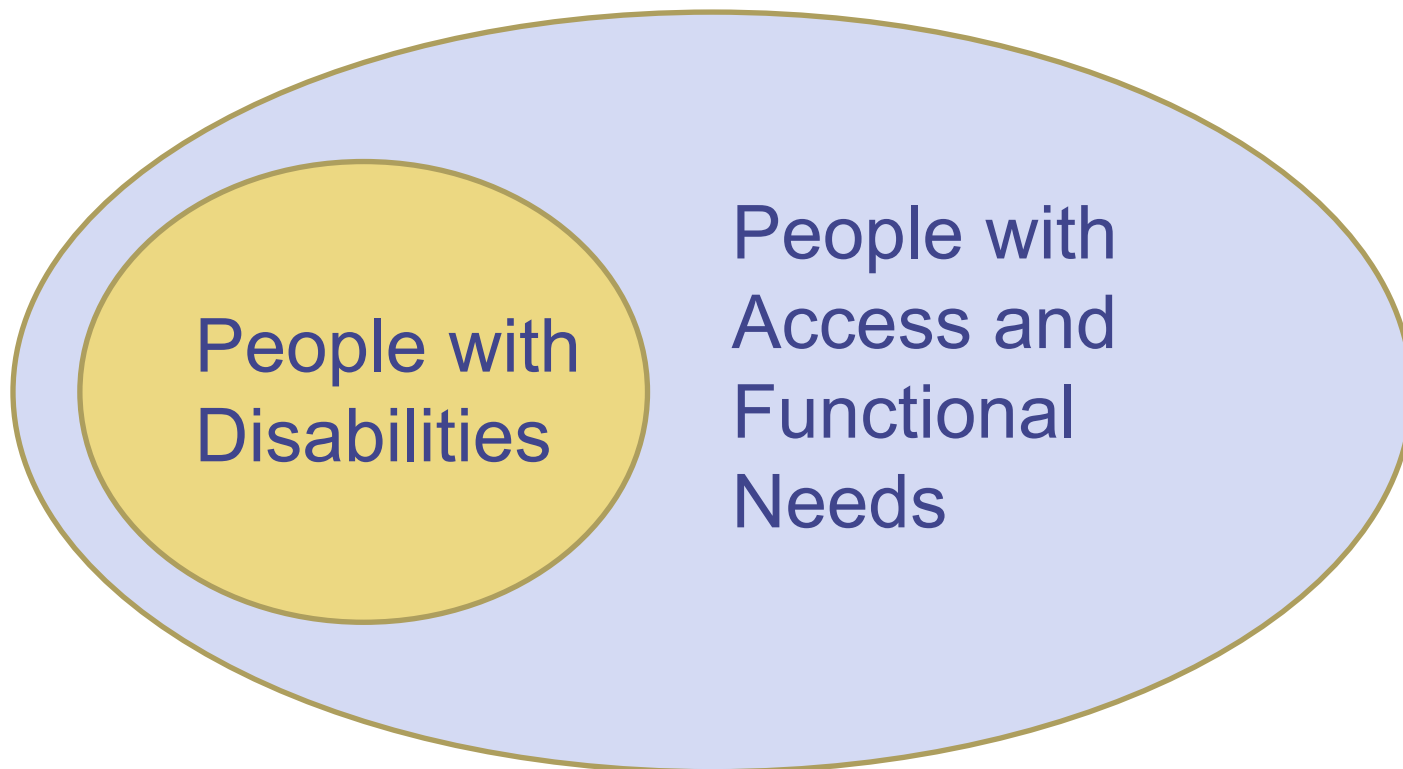 People with
Disabilities
People with
Access and
Functional
Needs